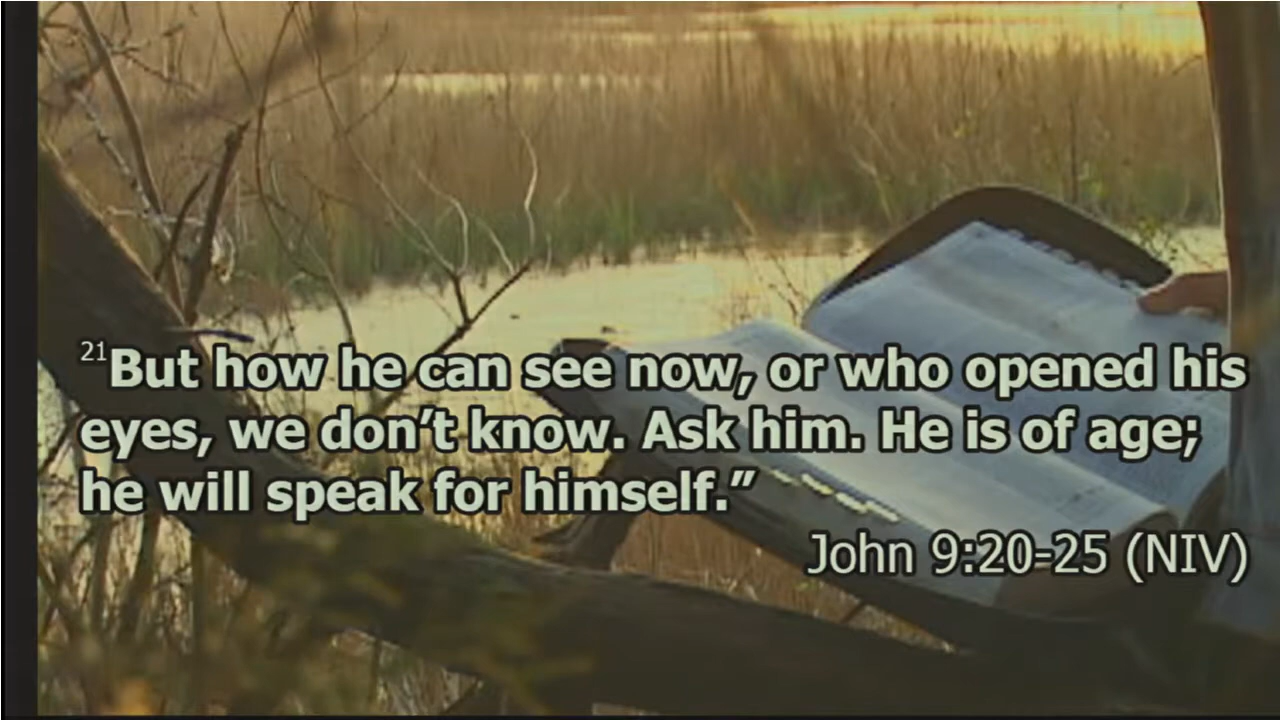 21But how he can see now, or who opened his
eyes, we don’t know. Ask him. He is of age;
he will speak for himself.”
John 9:20-25 (NIV)